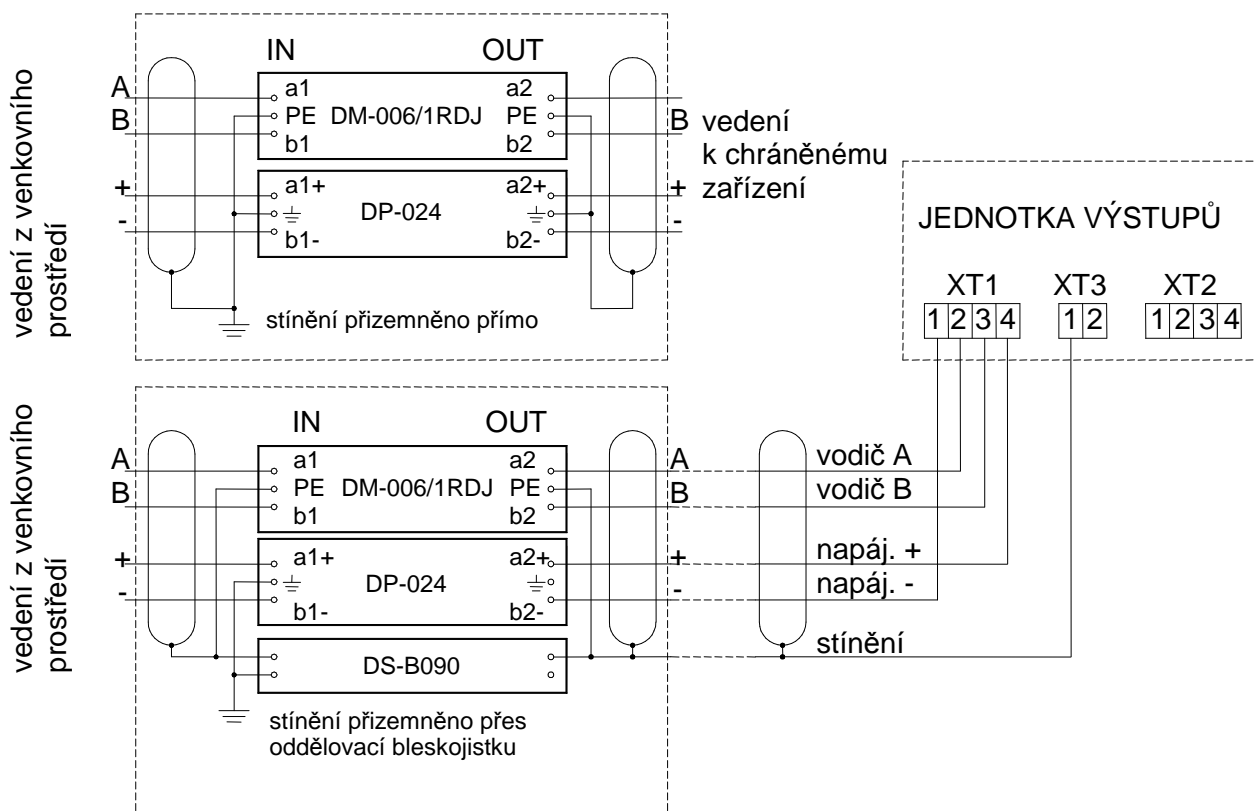 vedení z venkovního
prostředí
IN
OUT
A
B
+
-
a1
PE
b1
DM-006/1RDJ
a2
PE
b2
a1+
b1-
DP-024
a2+
b2-
B
+
-
vedení
k chráněnému
zařízení
stínění přizemněno přímo
JEDNOTKA VÝSTUPŮ
XT1
XT3
XT2
1 2 3 4
1 2
1 2 3 4
vedení z venkovního
prostředí
IN
OUT
A
B
+
-
a1
PE
b1
DM-006/1RDJ
a2
PE
b2
a1+
b1-
DP-024
a2+
b2-
DS-B090
A
B
+
-
vodič A
vodič B
napáj. +
napáj. -
stínění
stínění přizemněno přes
oddělovací bleskojistku